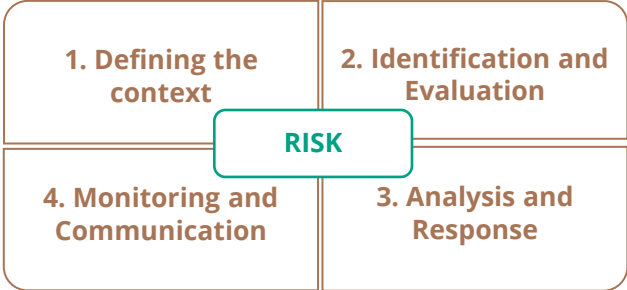 1. Defining the
context
2. Identification and
Evaluation
RISK
4. Monitoring and
Communication
3. Analysis and
Response